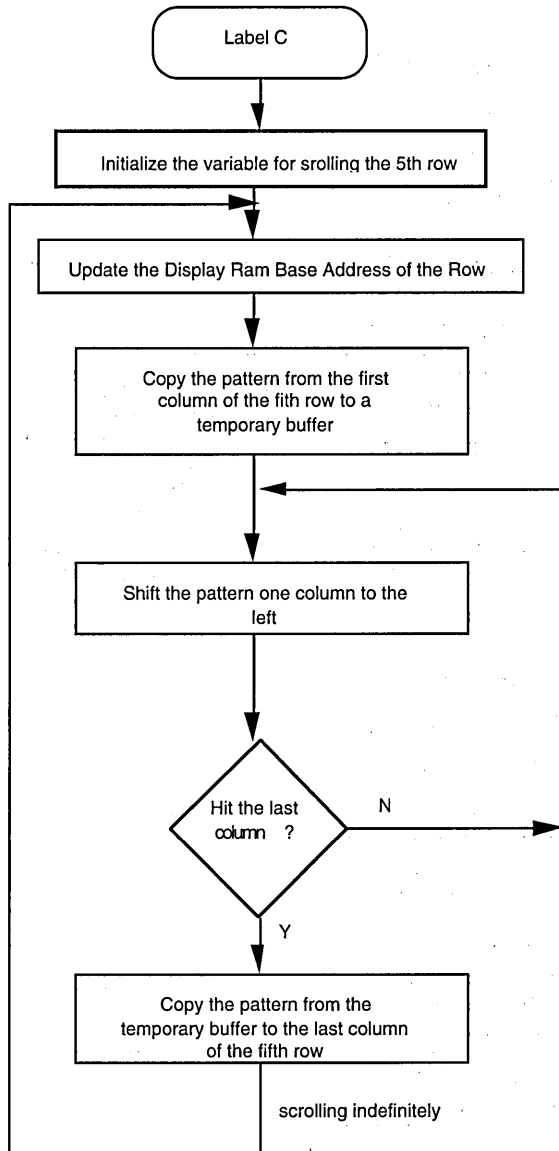 Label C
Initialize the variable for srolling the 5th row
Update the Display Ram Base Address of the Row
Copy the pattern from the first
column of the fith row to a
temporary buffer
Shift the pattern one column to the
left
Hit the last
column ?
N
Y
Copy the pattern from the
temporary buffer to the last column
of the fifth row
scrolling indefinitely